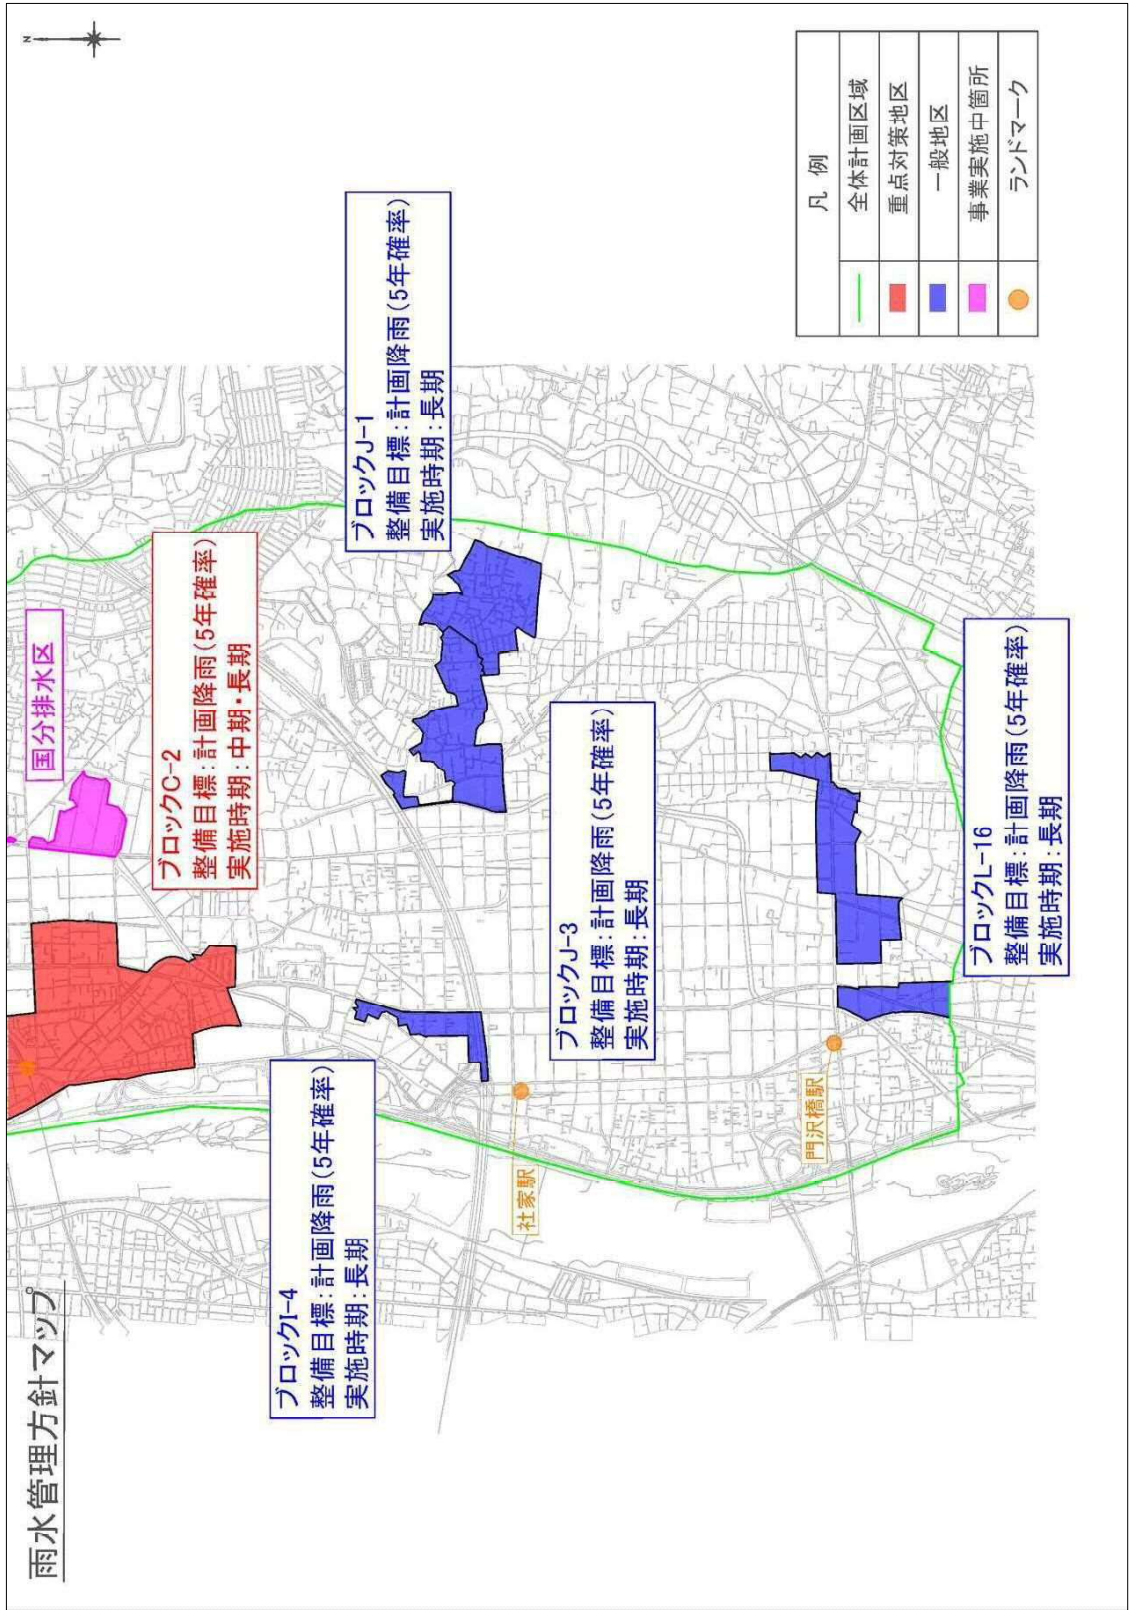 雨水管理方針マップ
N
国分排水区
ブロックC-2
整備目標:計画降雨(5年確率)
実施時期:中期・長期
ブロックI-4
整備目標:計画降雨(5年確率)
実施時期:長期
ブロックJ-1
整備目標:計画降雨(5年確率)
実施時期:長期
ブロックJ-3
整備目標:計画降雨(5年確率)
実施時期:長期
ブロックL-16
整備目標:計画降雨(5年確率)
実施時期:長期
社家駅
門沢橋駅
凡 例
全体計画区域
重点対策地区
一般地区
事業実施中箇所
ランドマーク